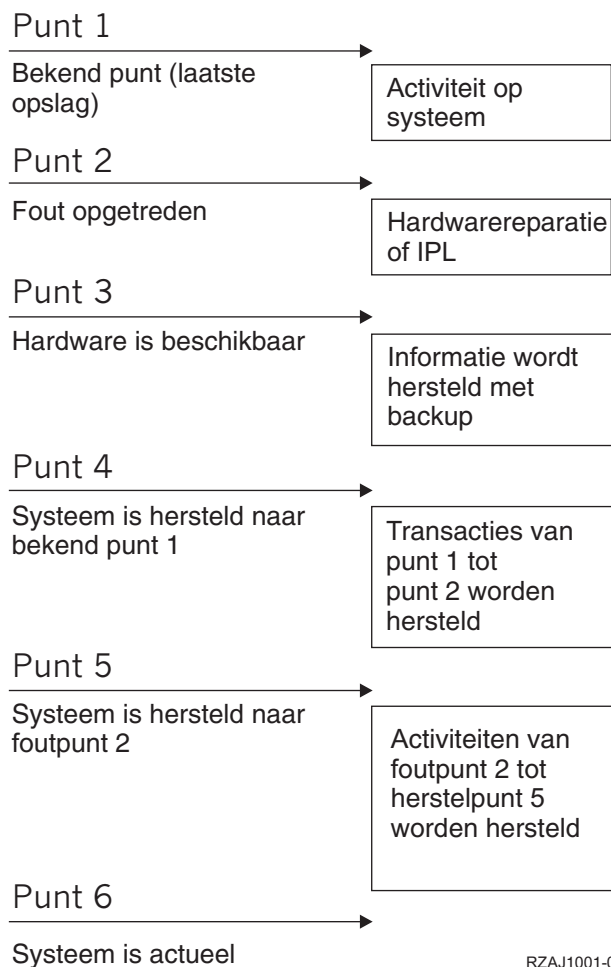 Punt 1
Bekend punt (laatste
opslag)
Activiteit op
systeem
Punt 2
Fout opgetreden
Hardwarereparatie
of IPL
Punt 3
Hardware is beschikbaar
Informatie wordt
hersteld met
backup
Punt 4
Systeem is hersteld naar
bekend punt 1
Transacties van
punt 1 tot
punt 2 worden
hersteld
Punt 5
Systeem is hersteld naar
foutpunt 2
Activiteiten van
foutpunt 2 tot
herstelpunt 5
worden hersteld
Punt 6
Systeem is actueel
RZAJ1001-0